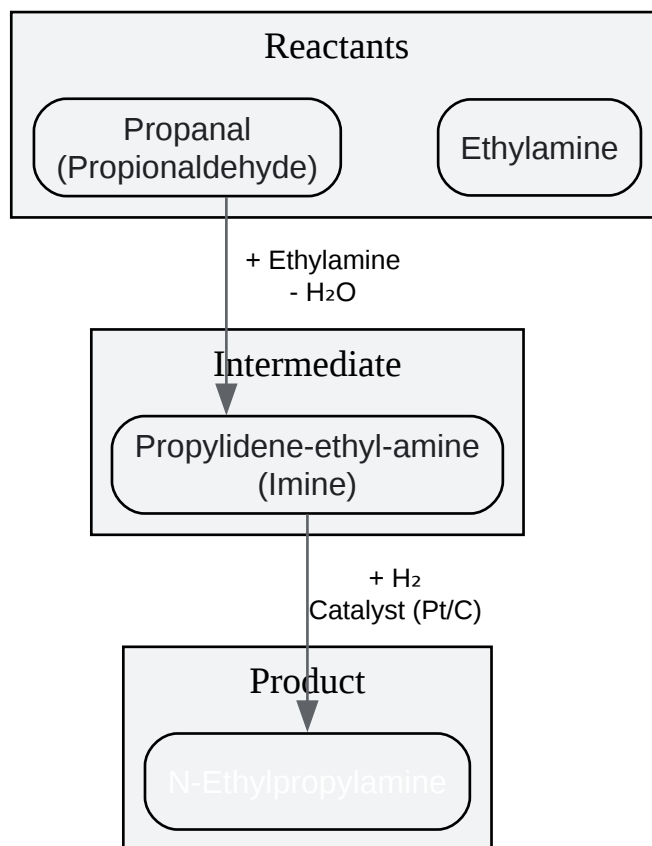 Reactants
Propanal
(Propionaldehyde)
Ethylamine
+ Ethylamine
- H₂O
Intermediate
Propylidene-ethyl-amine
(Imine)
+ H₂
Catalyst (Pt/C)
Product
N-Ethylpropylamine